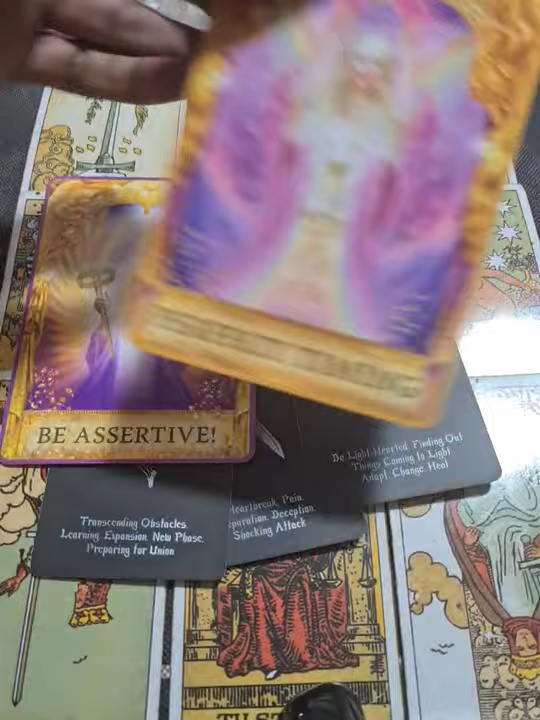 BE ASSERTIVE!
Be Light-Hearted, Finding Out
Things Coming to Light
Adapt, Change, Heal
Heartbreak, Pain
Deception,
Shocking Attack
Transcending Obstacles,
Learning, Expansion, New Phase,
Preparing for Union